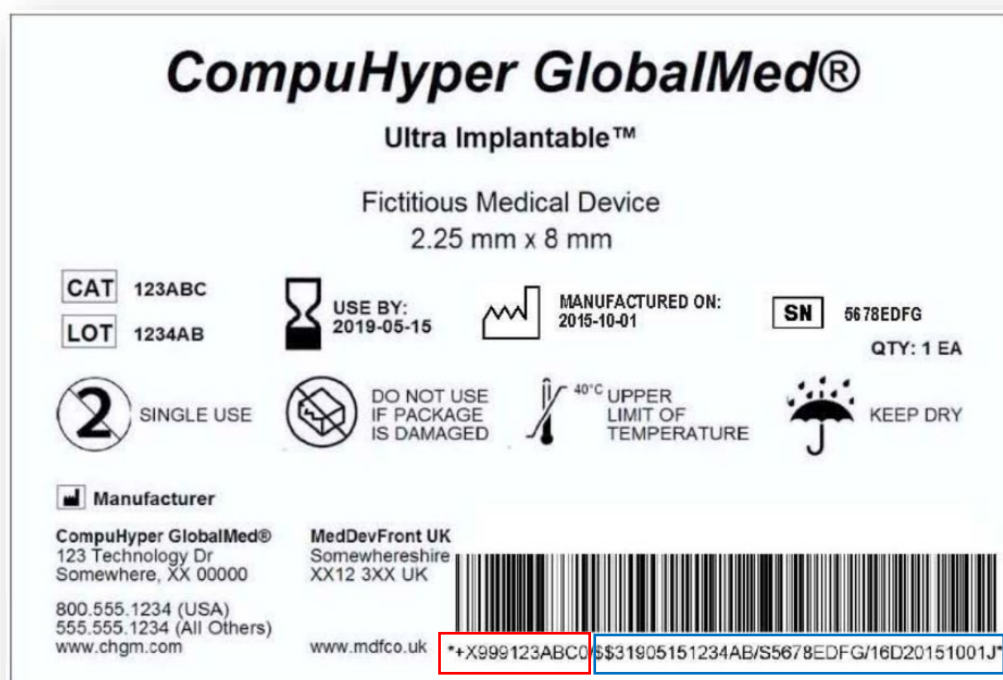 CompuHyper GlobalMed®
Ultra Implantable™
Fictitious Medical Device
2.25 mm x 8 mm
CAT 123ABC
LOT 1234AB
USE BY:
2019-05-15
MANUFACTURED ON:
2015-10-01
SN 5678EDFG
QTY: 1 EA
2 SINGLE USE
DO NOT USE
IF PACKAGE
IS DAMAGED
40°C UPPER
LIMIT OF
TEMPERATURE
KEEP DRY
Manufacturer
CompuHyper GlobalMed®
123 Technology Dr
Somewhere, XX 00000
800.555.1234 (USA)
555.555.1234 (All Others)
www.chgm.com
MedDevFront UK
Somewhereshire
XX12 3XX UK
www.mdfco.uk
*+X999123ABC0/$$31905151234AB/S5678EDFG/16D20151001J*